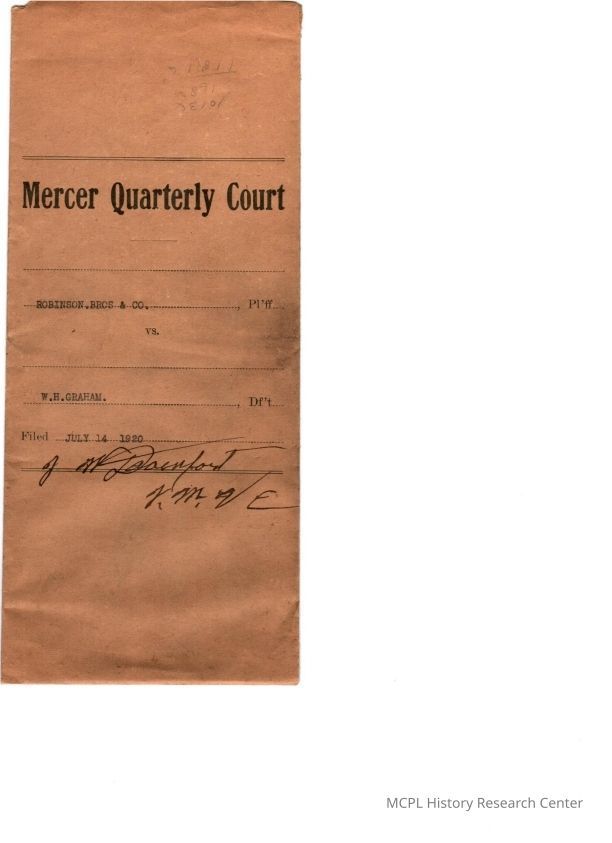 Mercer Quarterly Court
ROBINSON.BROS & CO. , Pl'ff.
vs.
W.H.GRAHAM. , Df't
Filed JULY 14 1920
MCPL History Research Center